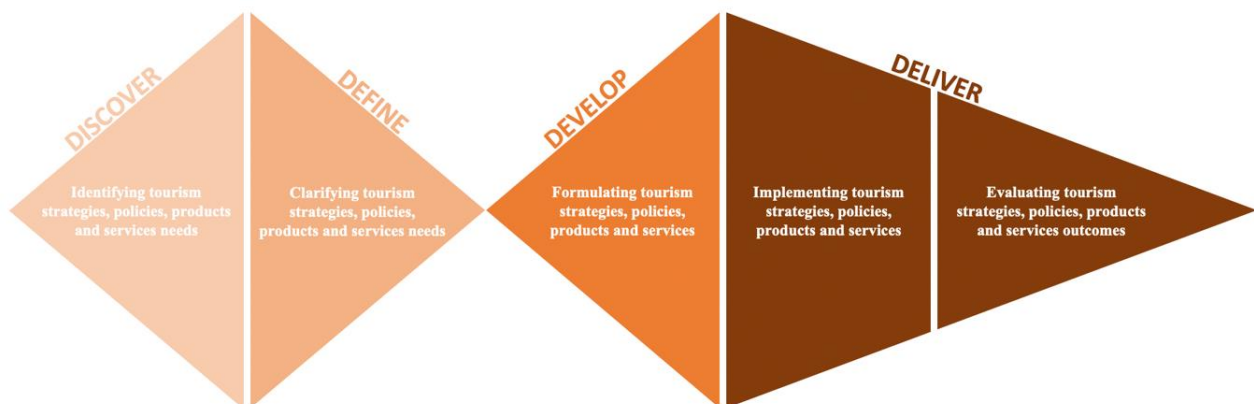 DISCOVER
Identifying tourism
strategies, policies, products
and services needs
DEFINE
Clarifying tourism
strategies, policies,
products and services needs
DEVELOP
Formulating tourism
strategies, policies,
products and services
DELIVER
Implementing tourism
strategies, policies,
products and services
Evaluating tourism
strategies, policies, products
and services outcomes